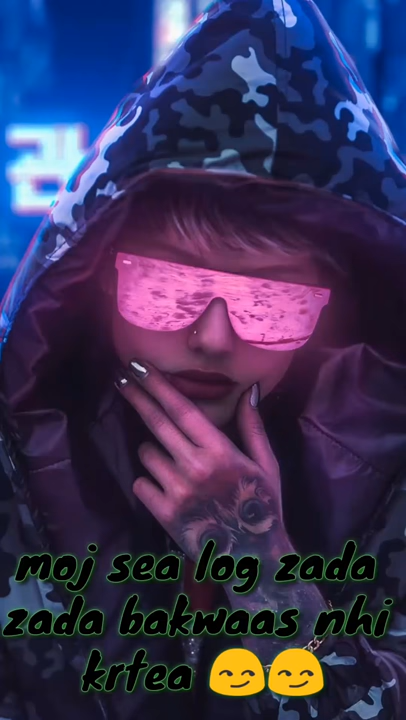 moj sea log zada
zada bakwaas nhi
krtea 😏😏